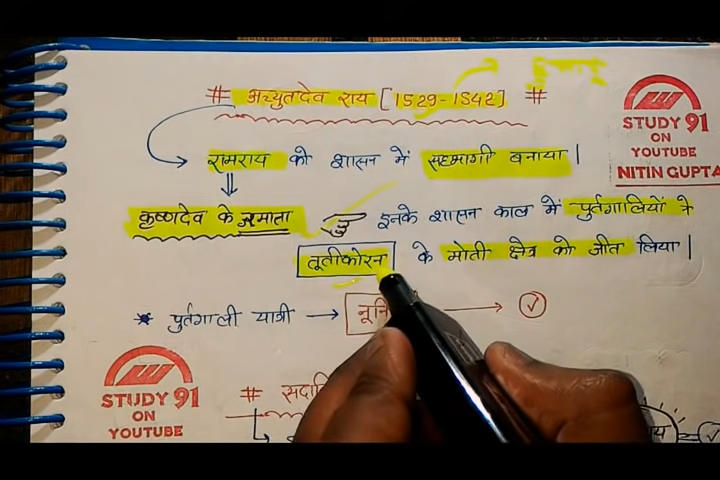 # अच्युतदेव राय [1529-1542] #
रामराय को शासन में सहभागी बनाया |
कृष्णदेव के जमाता
इनके शासन काल में पुर्तगालियों ने
तूतीकोरन के मोती क्षेत्र को जीत लिया |
* पुर्तगाली यात्री →
STUDY 91
ON
YOUTUBE
NITIN GUPTA
STUDY 91
ON
YOUTUBE